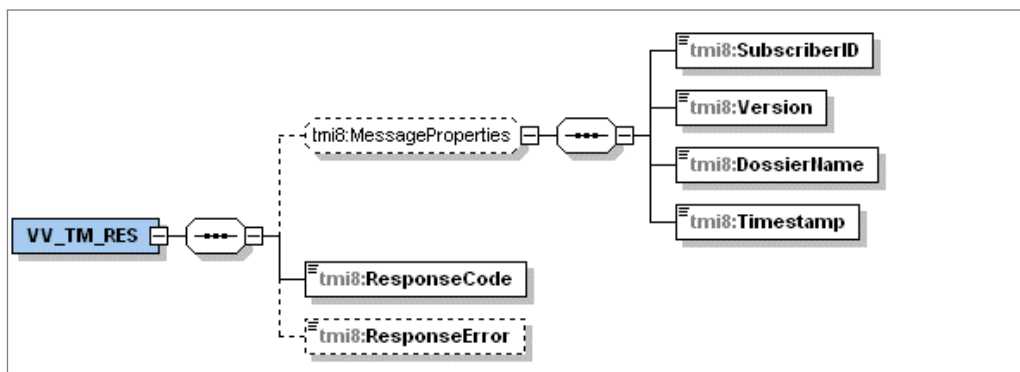 tmi8:SubscriberID
tmi8:Version
tmi8:MessageProperties
tmi8:DossierName
tmi8:Timestamp
VV_TM_RES
tmi8:ResponseCode
tmi8:ResponseError